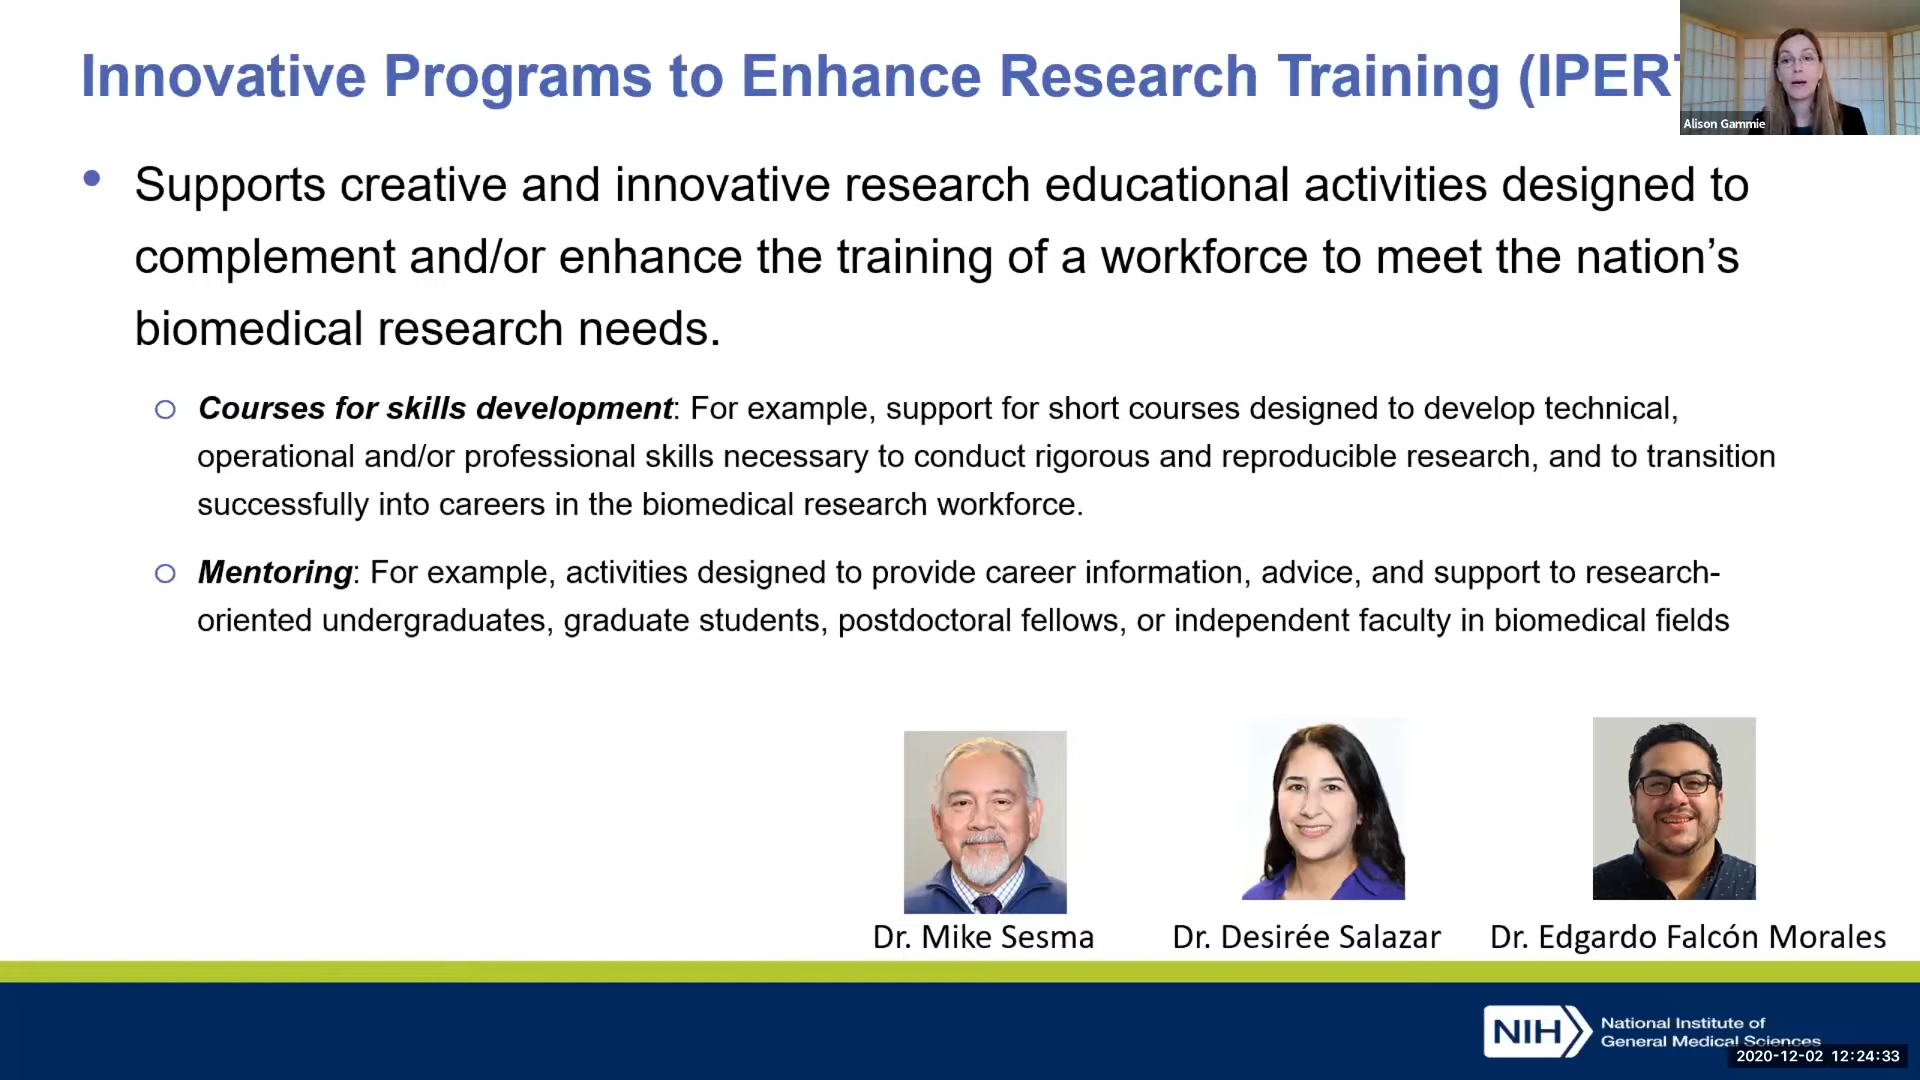 Innovative Programs to Enhance Research Training (IPERT
Alison Gammie
• Supports creative and innovative research educational activities designed to
complement and/or enhance the training of a workforce to meet the nation’s
biomedical research needs.
○ Courses for skills development: For example, support for short courses designed to develop technical,
operational and/or professional skills necessary to conduct rigorous and reproducible research, and to transition
successfully into careers in the biomedical research workforce.
○ Mentoring: For example, activities designed to provide career information, advice, and support to research-
oriented undergraduates, graduate students, postdoctoral fellows, or independent faculty in biomedical fields
Dr. Mike Sesma
Dr. Desirée Salazar
Dr. Edgardo Falcón Morales
NIH
National Institute of
General Medical Sciences
2020-12-02 12:24:33